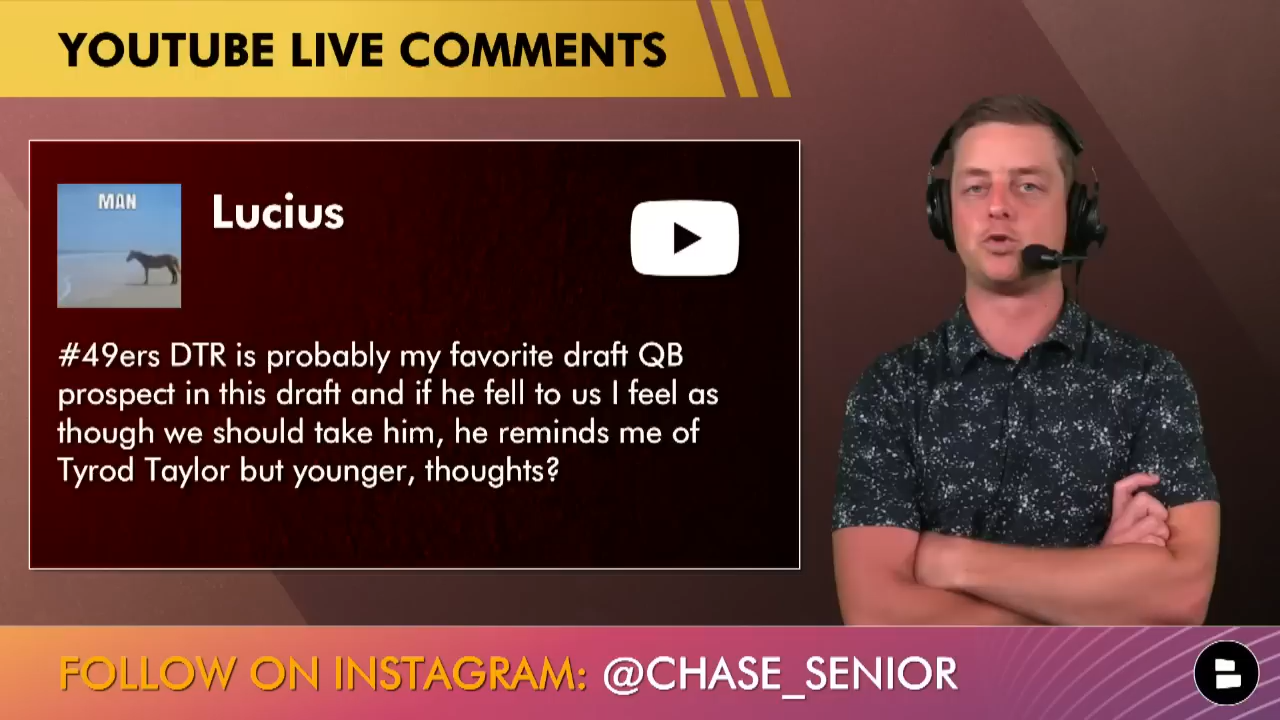 YOUTUBE LIVE COMMENTS
MAN
Lucius
#49ers DTR is probably my favorite draft QB
prospect in this draft and if he fell to us I feel as
though we should take him, he reminds me of
Tyrod Taylor but younger, thoughts?
FOLLOW ON INSTAGRAM: @CHASE_SENIOR